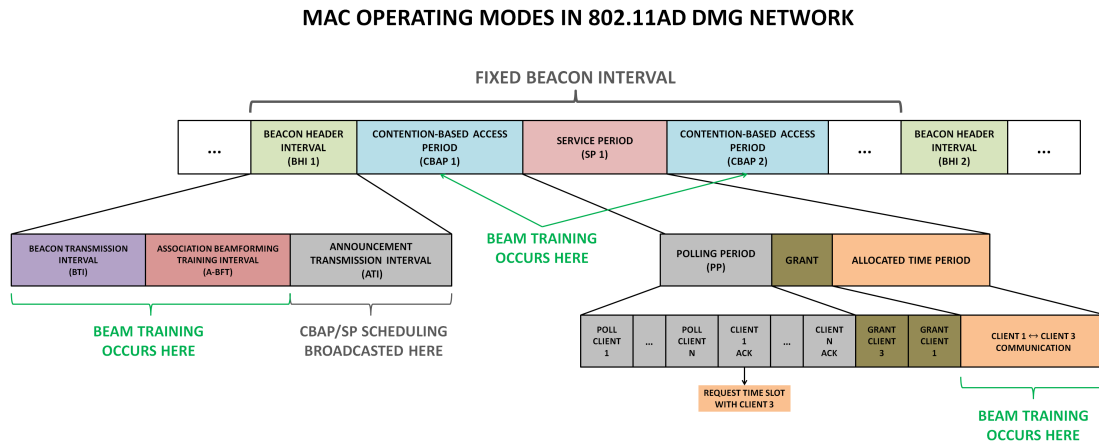 MAC OPERATING MODES IN 802.11AD DMG NETWORK
FIXED BEACON INTERVAL
...
BEACON HEADER
INTERVAL
(BHI 1)
CONTENTION-BASED ACCESS
PERIOD
(CBAP 1)
SERVICE PERIOD
(SP 1)
CONTENTION-BASED ACCESS
PERIOD
(CBAP 2)
...
BEACON HEADER
INTERVAL
(BHI 2)
...
BEAM TRAINING
OCCURS HERE
BEACON TRANSMISSION
INTERVAL
(BTI)
ASSOCIATION BEAMFORMING
TRAINING INTERVAL
(A-BFT)
ANNOUNCEMENT
TRANSMISSION INTERVAL
(ATI)
BEAM TRAINING
OCCURS HERE
CBAP/SP SCHEDULING
BROADCASTED HERE
POLLING PERIOD
(PP)
GRANT
ALLOCATED TIME PERIOD
POLL
CLIENT
1
...
POLL
CLIENT
N
CLIENT
1
ACK
...
CLIENT
N
ACK
GRANT
CLIENT
3
GRANT
CLIENT
1
CLIENT 1 ↔ CLIENT 3
COMMUNICATION
REQUEST TIME SLOT
WITH CLIENT 3
BEAM TRAINING
OCCURS HERE